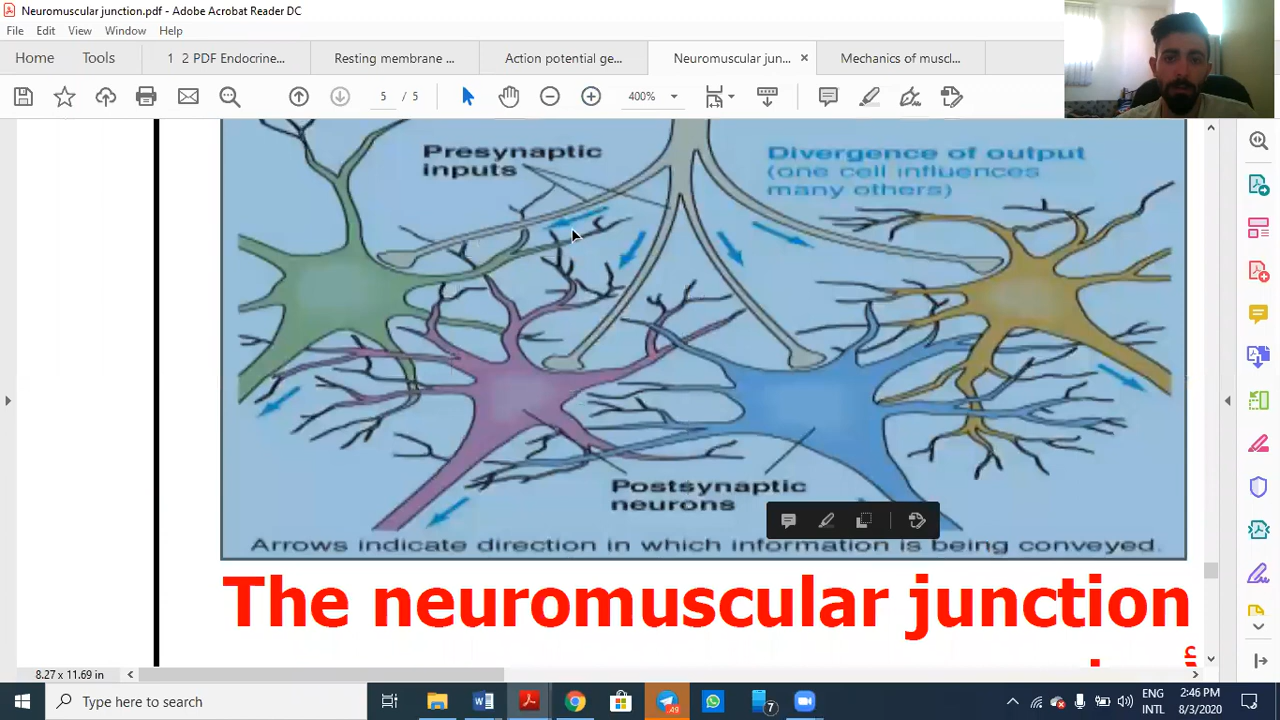 Neuromuscular junction.pdf - Adobe Acrobat Reader DC
File Edit View Window Help
Home Tools 1 2 PDF Endocrine... Resting membrane ... Action potential ge... Neuromuscular jun... Mechanics of muscl...
5 / 5 400%
Presynaptic
inputs
Divergence of output
(one cell influences
many others)
Postsynaptic
neurons
Arrows indicate direction in which information is being conveyed.
The neuromuscular junction
8.27 x 11.69 in
Type here to search
49
7
ENG
INTL
2:46 PM
8/3/2020